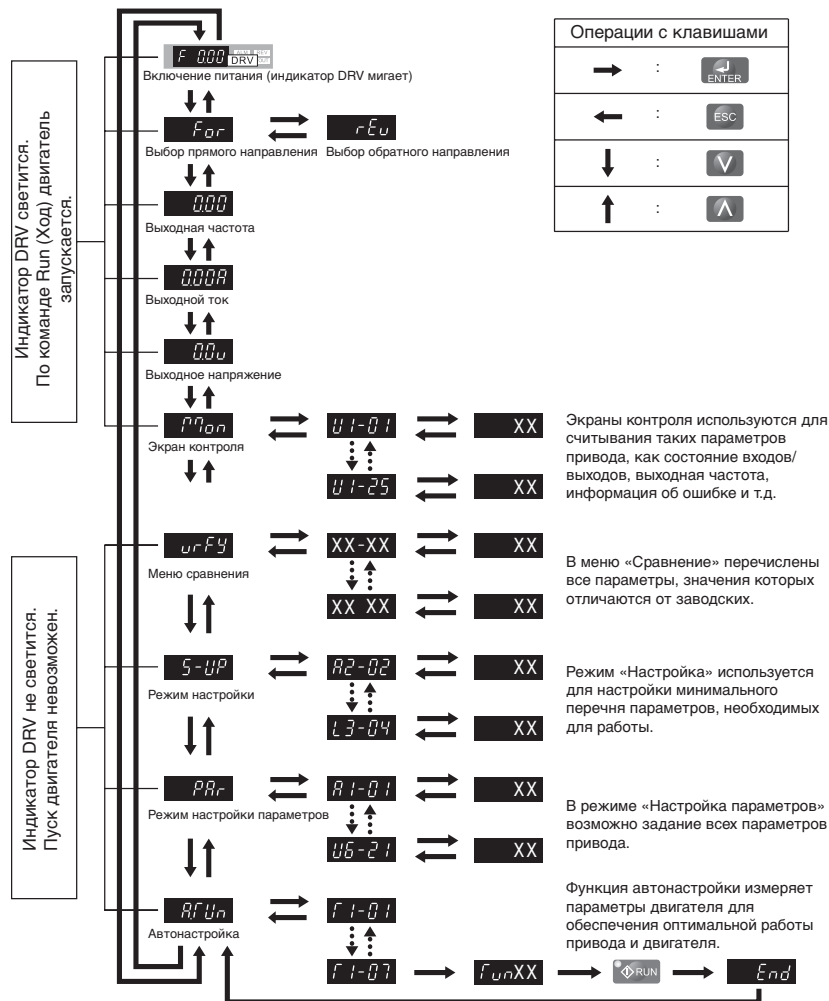 F 0.00 DRV
Включение питания (индикатор DRV мигает)
For rEv
Выбор прямого направления Выбор обратного направления
0.00
Выходная частота
0.00A
Выходной ток
0.0v
Выходное напряжение
Mon U1-01 XX
Экран контроля
U1-25 XX
vrFY XX-XX XX
Меню сравнения
XX XX XX
S-UP A2-02 XX
Режим настройки
L3-04 XX
PAr A1-01 XX
Режим настройки параметров
U6-21 XX
A.TUn T1-01
Автонастройка
T1-07 TunXX RUN End
Индикатор DRV светится.
По команде Run (Ход) двигатель
запускается.
Индикатор DRV не светится.
Пуск двигателя невозможен.
Операции с клавишами
→ : ENTER
← : ESC
↓ : V
↑ : Λ
Экраны контроля используются для
считывания таких параметров
привода, как состояние входов/
выходов, выходная частота,
информация об ошибке и т.д.
В меню «Сравнение» перечислены
все параметры, значения которых
отличаются от заводских.
Режим «Настройка» используется
для настройки минимального
перечня параметров, необходимых
для работы.
В режиме «Настройка параметров»
возможно задание всех параметров
привода.
Функция автонастройки измеряет
параметры двигателя для
обеспечения оптимальной работы
привода и двигателя.